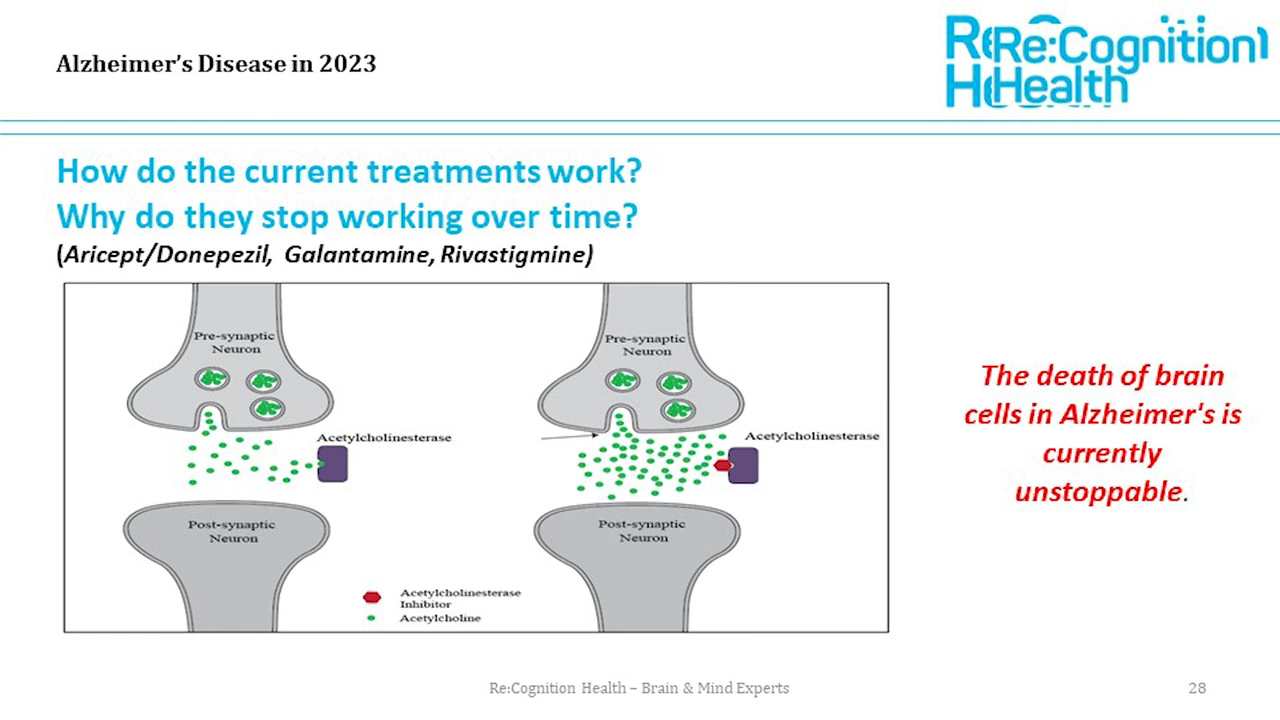 Alzheimer's Disease in 2023
Re:Cognition
Health
How do the current treatments work?
Why do they stop working over time?
(Aricept/Donepezil, Galantamine, Rivastigmine)
Pre-synaptic
Neuron
Acetylcholinesterase
Post-synaptic
Neuron
Pre-synaptic
Neuron
Acetylcholinesterase
Post-synaptic
Neuron
Acetylcholinesterase
Inhibitor
Acetylcholine
The death of brain
cells in Alzheimer's is
currently
unstoppable.
Re:Cognition Health – Brain & Mind Experts
28